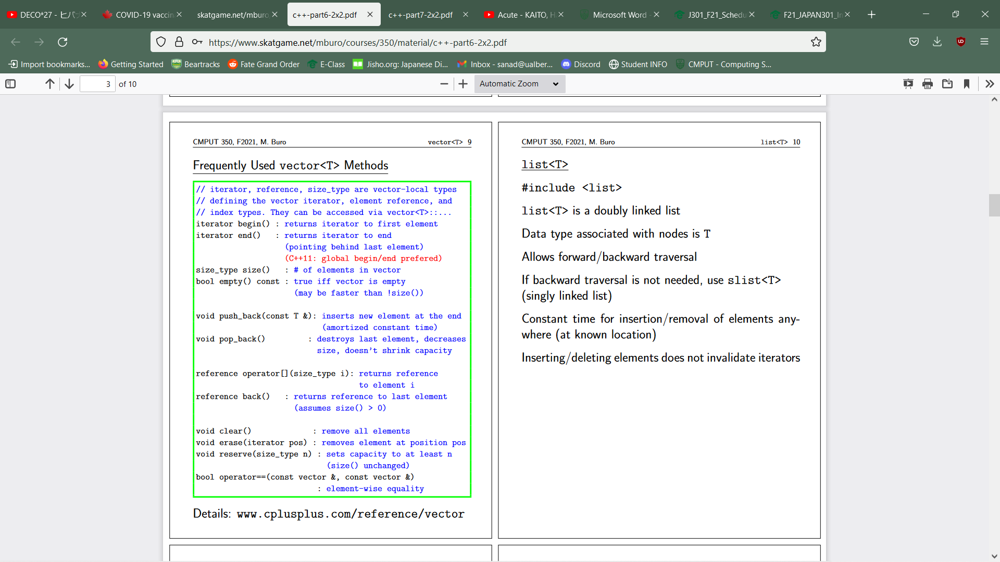 DECO*27 - ヒバ
COVID-19 vaccin
skatgame.net/mburo
c++-part6-2x2.pdf
c++-part7-2x2.pdf
Acute - KAITO, H
Microsoft Word -
J301_F21_Schedu
F21_JAPAN301_In
https://www.skatgame.net/mburo/courses/350/material/c++-part6-2x2.pdf
Import bookmarks...
Getting Started
Beartracks
Fate Grand Order
E-Class
Jisho.org: Japanese Di...
Inbox - sanad@ualber...
Discord
Student INFO
CMPUT - Computing S...
3 of 10
Automatic Zoom
CMPUT 350, F2021, M. Buro vector<T> 9
Frequently Used vector<T> Methods
// iterator, reference, size_type are vector-local types
// defining the vector iterator, element reference, and
// index types. They can be accessed via vector<T>::...
iterator begin() : returns iterator to first element
iterator end() : returns iterator to end
(pointing behind last element)
(C++11: global begin/end prefered)
size_type size() : # of elements in vector
bool empty() const : true iff vector is empty
(may be faster than !size())
void push_back(const T &): inserts new element at the end
(amortized constant time)
void pop_back() : destroys last element, decreases
size, doesn't shrink capacity
reference operator[](size_type i): returns reference
to element i
reference back() : returns reference to last element
(assumes size() > 0)
void clear() : remove all elements
void erase(iterator pos) : removes element at position pos
void reserve(size_type n) : sets capacity to at least n
(size() unchanged)
bool operator==(const vector &, const vector &)
: element-wise equality
Details: www.cplusplus.com/reference/vector
CMPUT 350, F2021, M. Buro list<T> 10
list<T>
#include <list>
list<T> is a doubly linked list
Data type associated with nodes is T
Allows forward/backward traversal
If backward traversal is not needed, use slist<T>
(singly linked list)
Constant time for insertion/removal of elements any-
where (at known location)
Inserting/deleting elements does not invalidate iterators